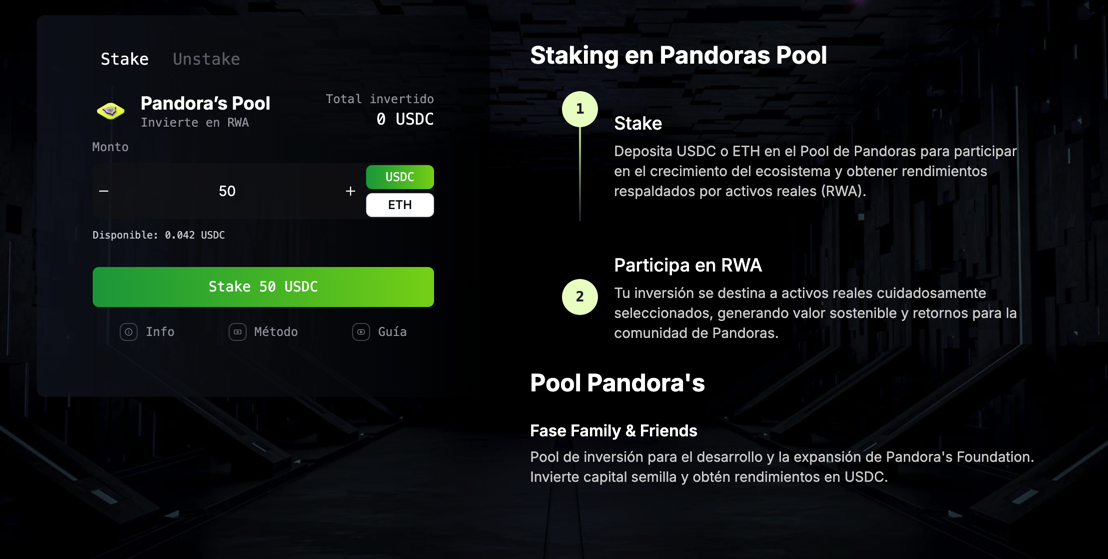 Stake Unstake
Pandora’s Pool
Invierte en RWA
Total invertido
0 USDC
Monto
− 50 +
USDC
ETH
Disponible: 0.042 USDC
Stake 50 USDC
Info Método Guía
Staking en Pandoras Pool
1
Stake
Deposita USDC o ETH en el Pool de Pandoras para participar
en el crecimiento del ecosistema y obtener rendimientos
respaldados por activos reales (RWA).
2
Participa en RWA
Tu inversión se destina a activos reales cuidadosamente
seleccionados, generando valor sostenible y retornos para la
comunidad de Pandoras.
Pool Pandora's
Fase Family & Friends
Pool de inversión para el desarrollo y la expansión de Pandora's Foundation.
Invierte capital semilla y obtén rendimientos en USDC.